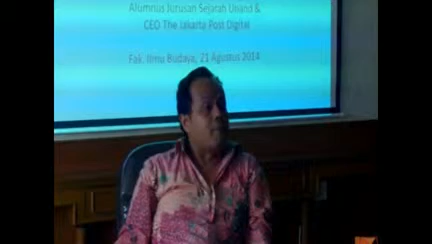 Alumnus Jurusan Sejarah Unand &
CEO The Jakarta Post Digital
Fak. Ilmu Budaya, 21 Agustus 2014